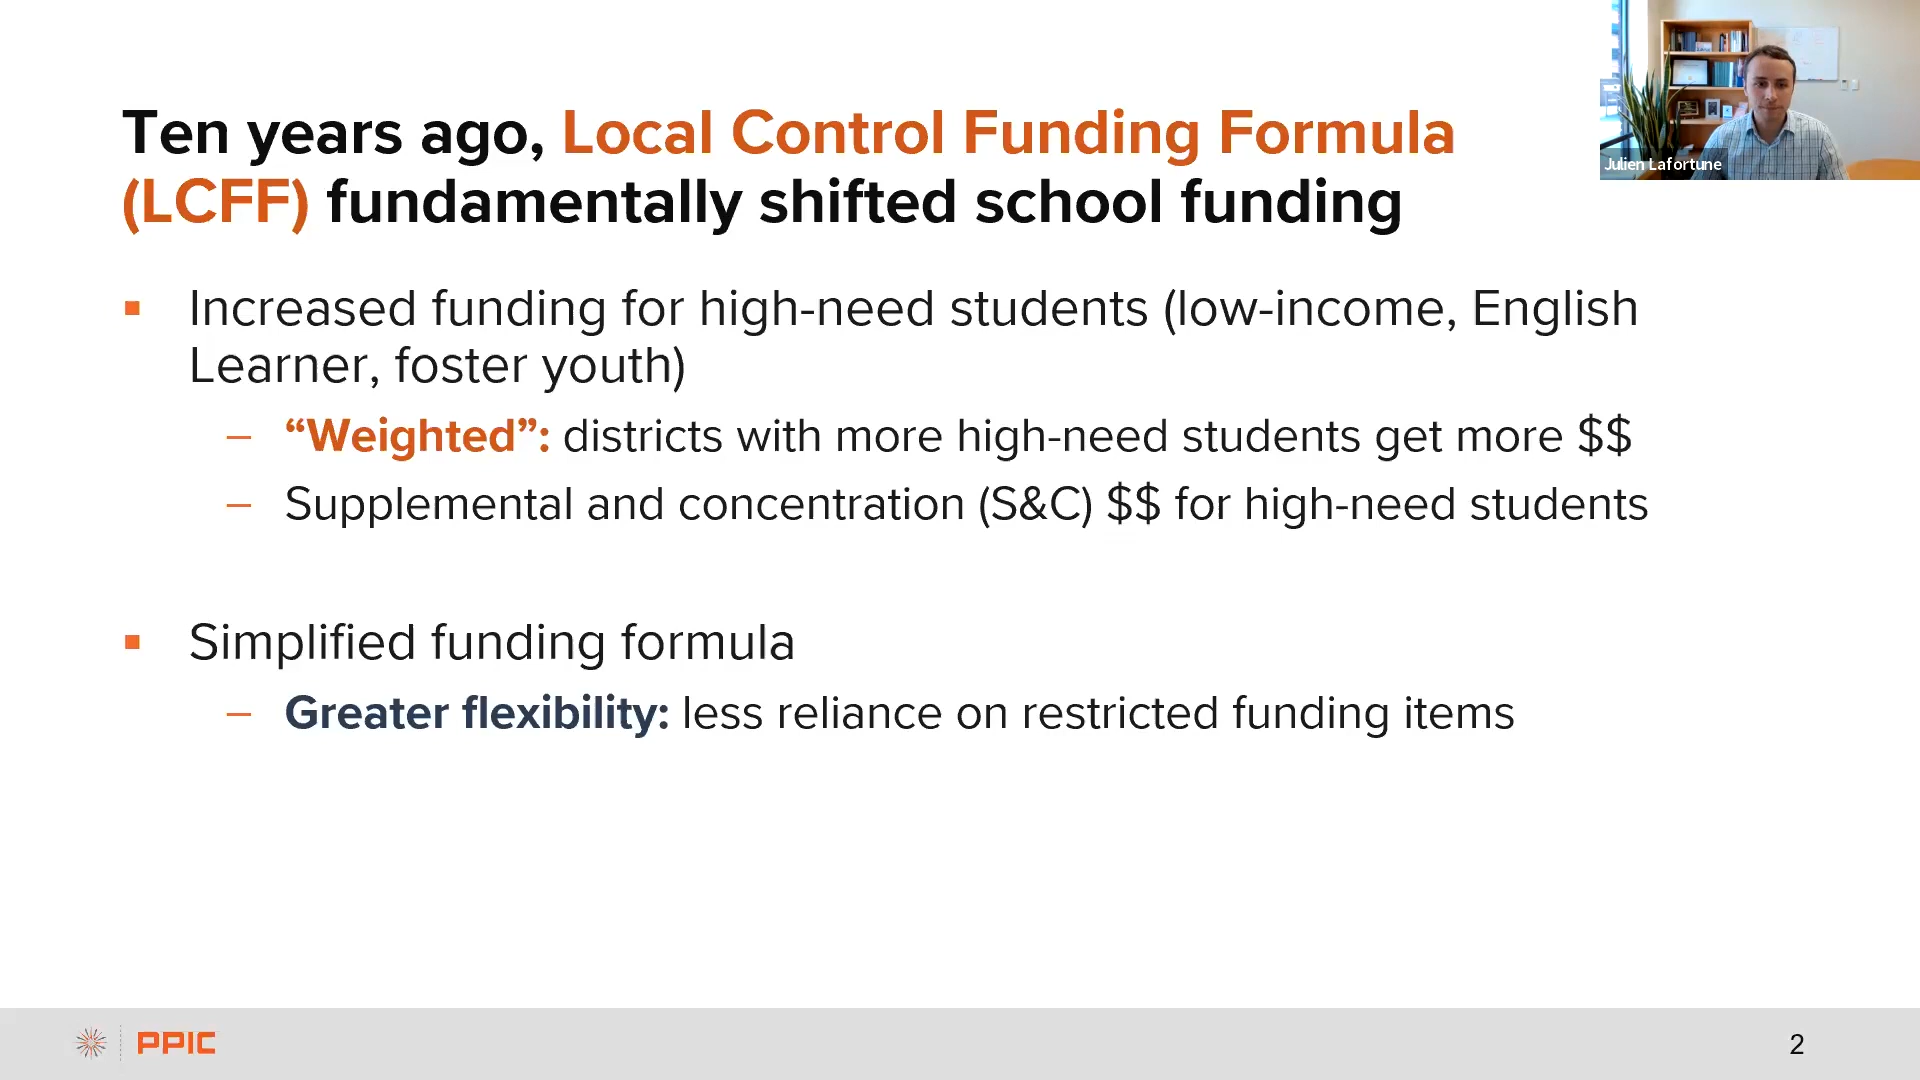 Ten years ago, Local Control Funding Formula
(LCFF) fundamentally shifted school funding
Julien Lafortune
▪ Increased funding for high-need students (low-income, English
Learner, foster youth)
– “Weighted”: districts with more high-need students get more $$
– Supplemental and concentration (S&C) $$ for high-need students
▪ Simplified funding formula
– Greater flexibility: less reliance on restricted funding items
PPIC
2